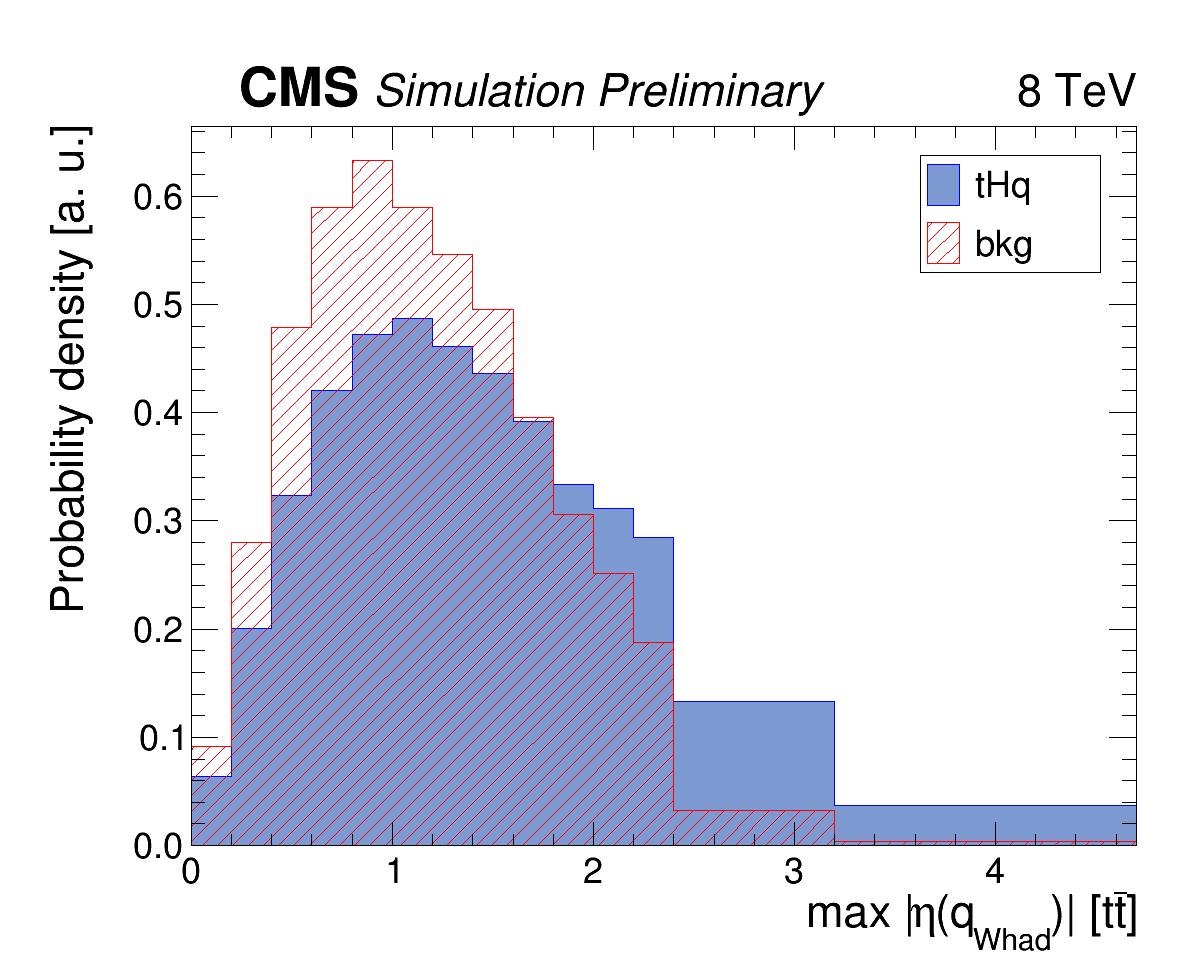 CMS Simulation Preliminary 8 TeV
Probability density [a. u.]
0.6
0.5
0.4
0.3
0.2
0.1
0.0
tHq
bkg
0 1 2 3 4
max |η(q_Whad)| [tt̄]